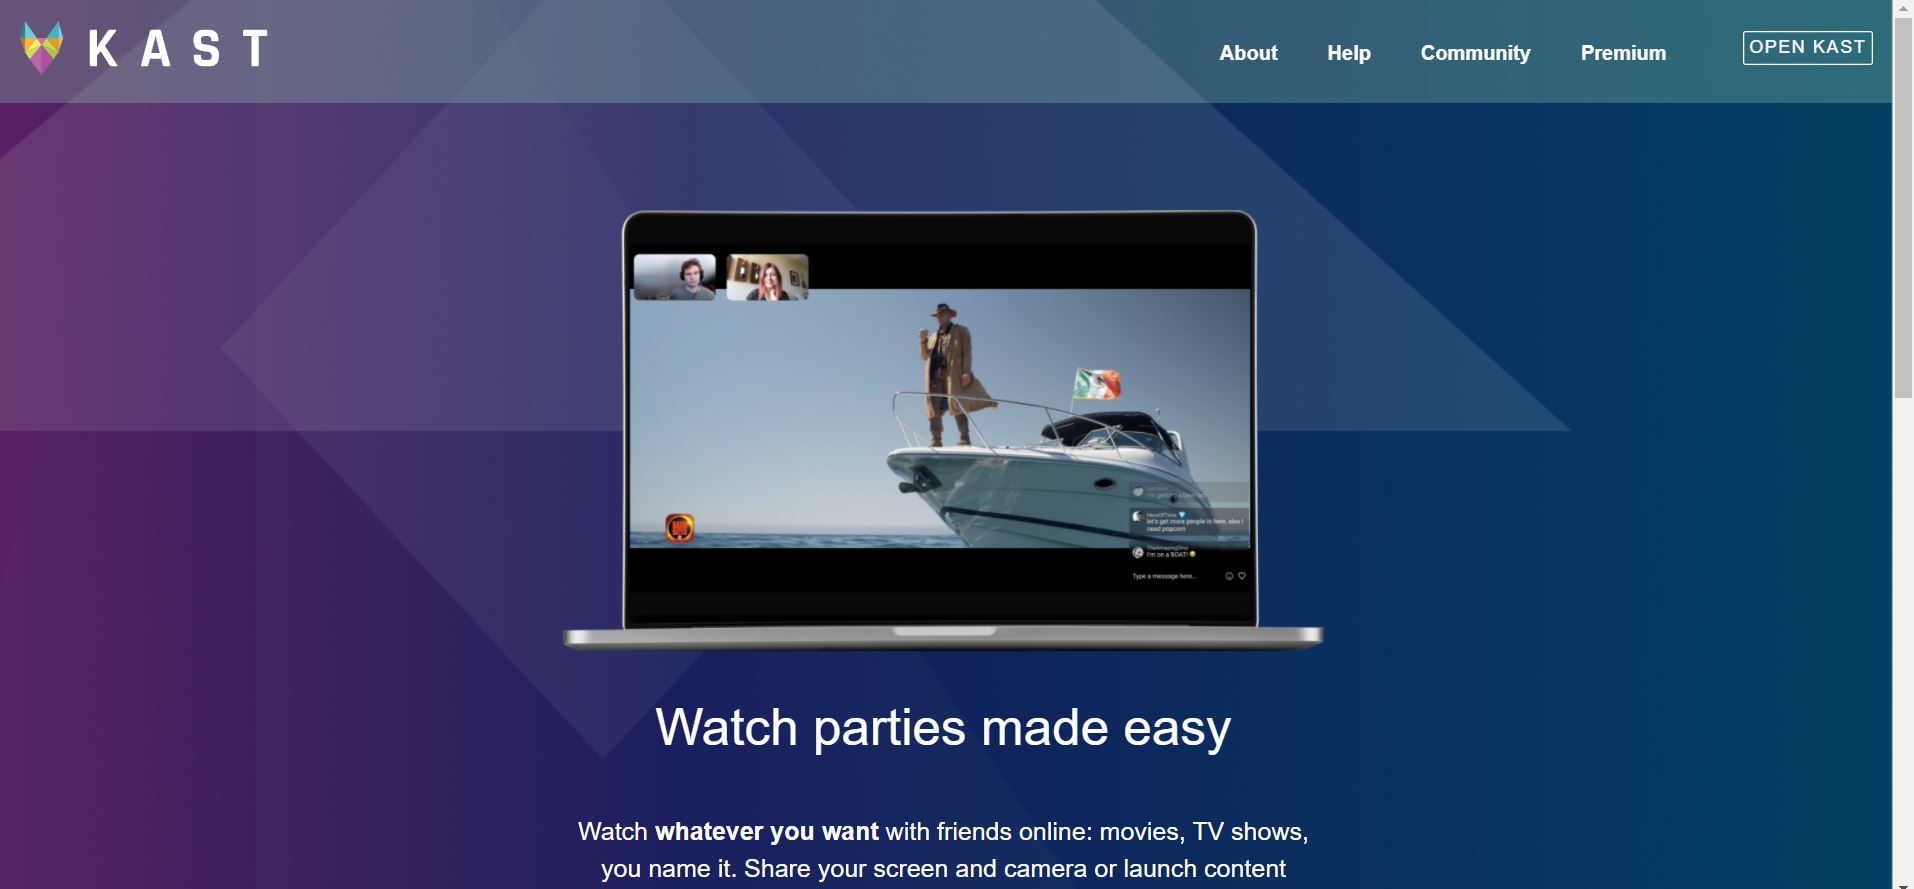 KAST
About Help Community Premium OPEN KAST
HeroOfTime
let's get more people in here, also I
need popcorn
TheAmazingDino
I'm on a BOAT!
Type a message here...
Watch parties made easy
Watch whatever you want with friends online: movies, TV shows,
you name it. Share your screen and camera or launch content